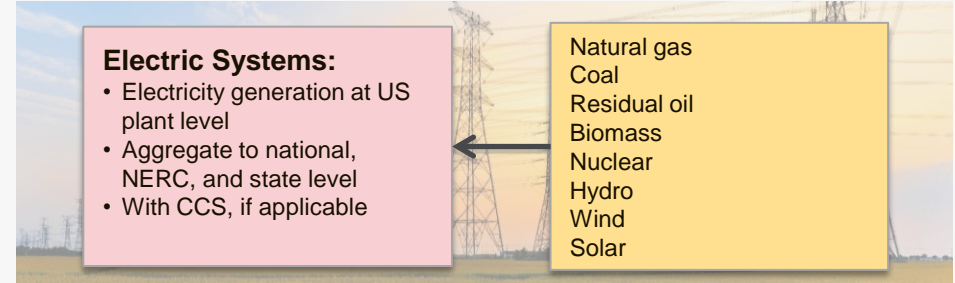 Electric Systems:
• Electricity generation at US
plant level
• Aggregate to national,
NERC, and state level
• With CCS, if applicable
Natural gas
Coal
Residual oil
Biomass
Nuclear
Hydro
Wind
Solar